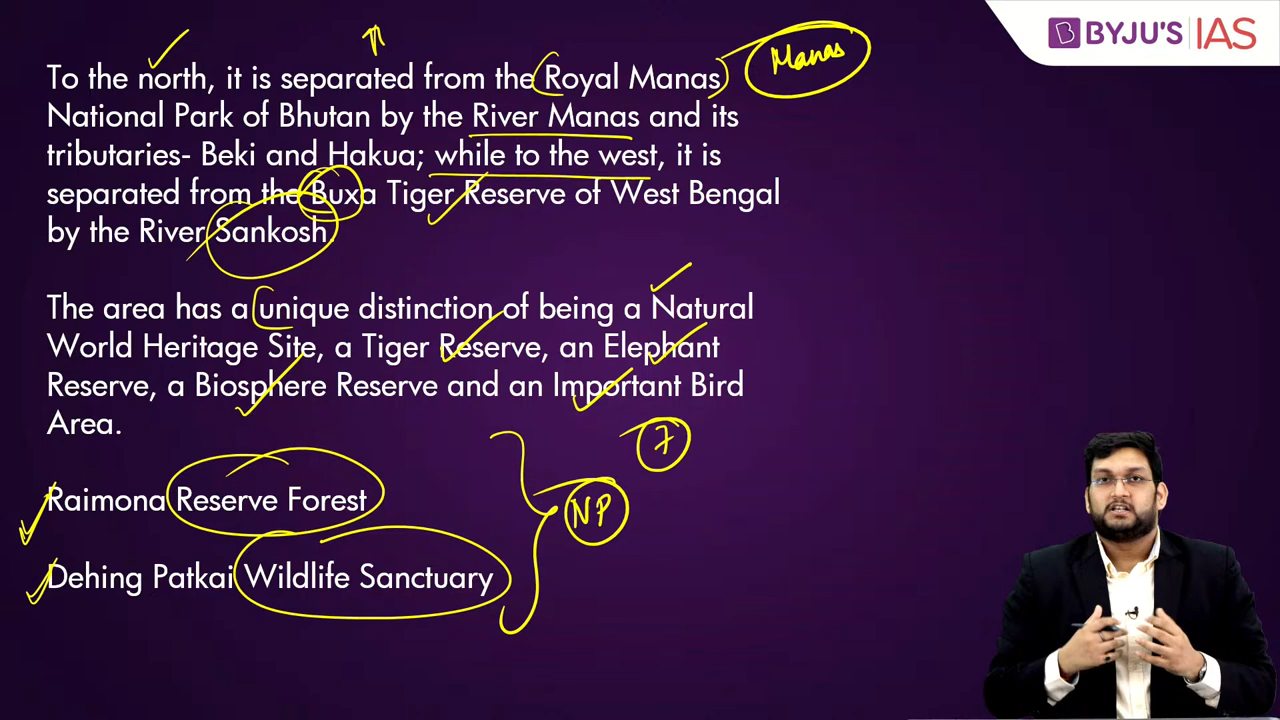 BYJU'S IAS
Manas
To the north, it is separated from the Royal Manas
National Park of Bhutan by the River Manas and its
tributaries- Beki and Hakua; while to the west, it is
separated from the Buxa Tiger Reserve of West Bengal
by the River Sankosh.
The area has a unique distinction of being a Natural
World Heritage Site, a Tiger Reserve, an Elephant
Reserve, a Biosphere Reserve and an Important Bird
Area.
7
Raimona Reserve Forest
NP
Dehing Patkai Wildlife Sanctuary